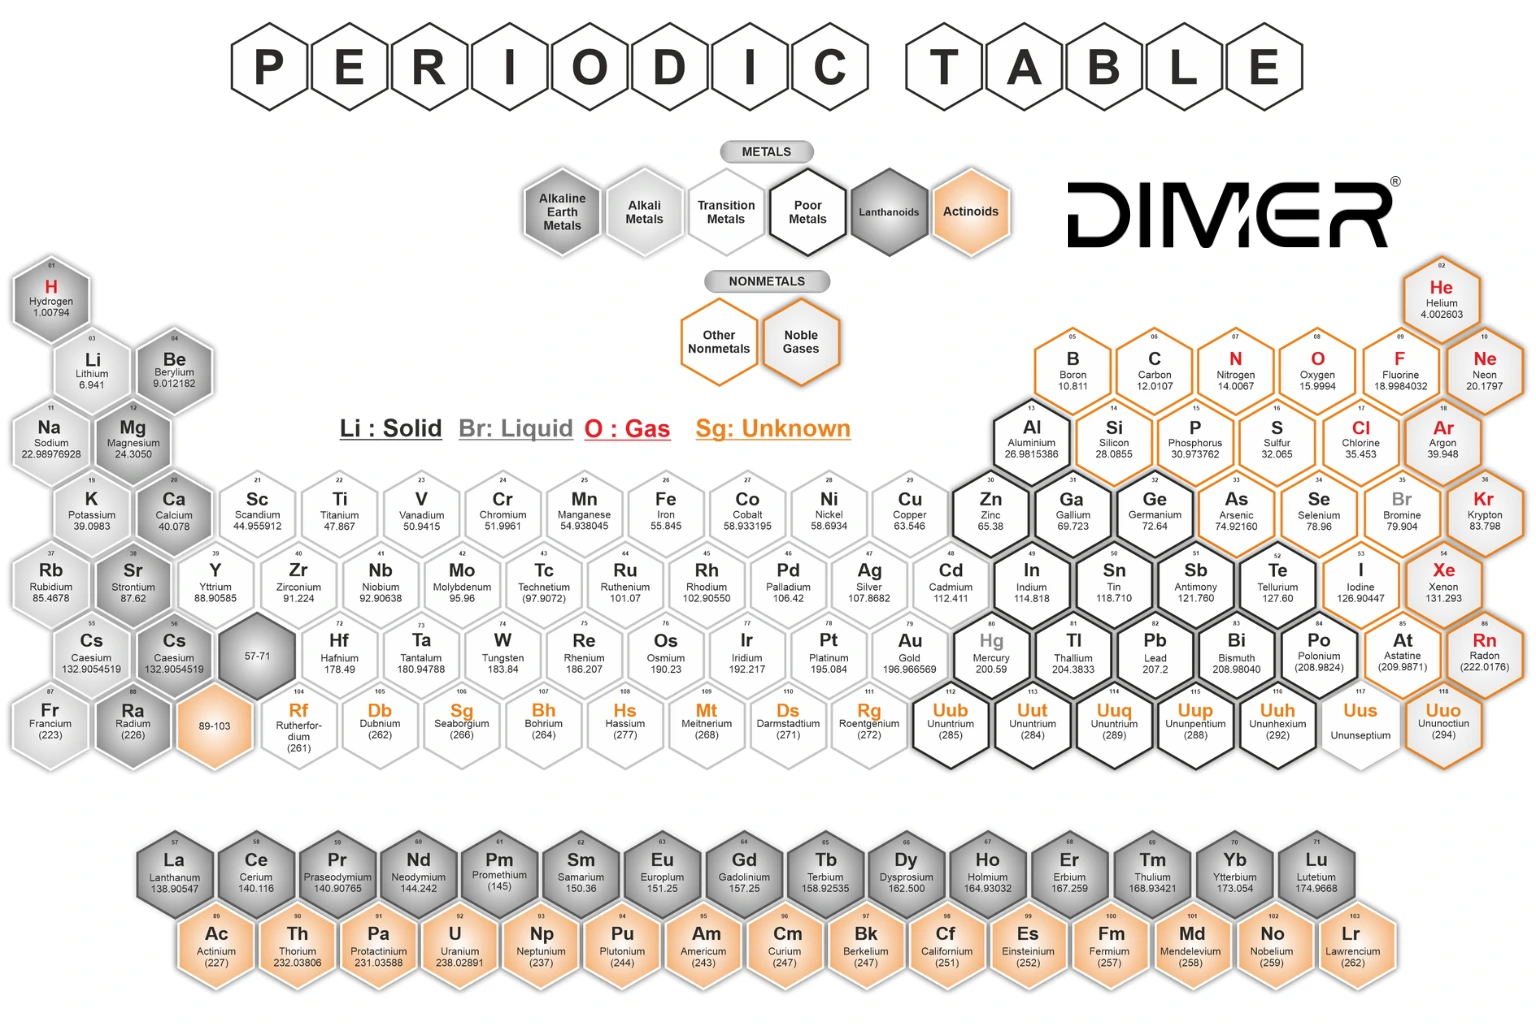 PERIODIC TABLE
METALS
Alkaline Earth Metals
Alkali Metals
Transition Metals
Poor Metals
Lanthanoids
Actinoids
DIMER®
NONMETALS
Other Nonmetals
Noble Gases
Li : Solid Br: Liquid O : Gas Sg: Unknown
01 H Hydrogen 1.00794
02 He Helium 4.002603
03 Li Lithium 6.941
04 Be Berylium 9.012182
05 B Boron 10.811
06 C Carbon 12.0107
07 N Nitrogen 14.0067
08 O Oxygen 15.9994
09 F Fluorine 18.9984032
10 Ne Neon 20.1797
11 Na Sodium 22.98976928
12 Mg Magnesium 24.3050
13 Al Aluminium 26.9815386
14 Si Silicon 28.0855
15 P Phosphorus 30.973762
16 S Sulfur 32.065
17 Cl Chlorine 35.453
18 Ar Argon 39.948
19 K Potassium 39.0983
20 Ca Calcium 40.078
21 Sc Scandium 44.955912
22 Ti Titanium 47.867
23 V Vanadium 50.9415
24 Cr Chromium 51.9961
25 Mn Manganese 54.938045
26 Fe Iron 55.845
27 Co Cobalt 58.933195
28 Ni Nickel 58.6934
29 Cu Copper 63.546
30 Zn Zinc 65.38
31 Ga Gallium 69.723
32 Ge Germanium 72.64
33 As Arsenic 74.92160
34 Se Selenium 78.96
35 Br Bromine 79.904
36 Kr Krypton 83.798
37 Rb Rubidium 85.4678
38 Sr Strontium 87.62
39 Y Yttrium 88.90585
40 Zr Zirconium 91.224
41 Nb Niobium 92.90638
42 Mo Molybdenum 95.96
43 Tc Technetium (97.9072)
44 Ru Ruthenium 101.07
45 Rh Rhodium 102.90550
46 Pd Palladium 106.42
47 Ag Silver 107.8682
48 Cd Cadmium 112.411
49 In Indium 114.818
50 Sn Tin 118.710
51 Sb Antimony 121.760
52 Te Tellurium 127.60
53 I Iodine 126.90447
54 Xe Xenon 131.293
55 Cs Caesium 132.9054519
56 Cs Caesium 132.9054519
57-71
72 Hf Hafnium 178.49
73 Ta Tantalum 180.94788
74 W Tungsten 183.84
75 Re Rhenium 186.207
76 Os Osmium 190.23
77 Ir Iridium 192.217
78 Pt Platinum 195.084
79 Au Gold 196.966569
80 Hg Mercury 200.59
81 Tl Thallium 204.3833
82 Pb Lead 207.2
83 Bi Bismuth 208.98040
84 Po Polonium (208.9824)
85 At Astatine (209.9871)
86 Rn Radon (222.0176)
87 Fr Francium (223)
88 Ra Radium (226)
89-103
104 Rf Rutherfor-dium (261)
105 Db Dubnium (262)
106 Sg Seaborgium (266)
107 Bh Bohrium (264)
108 Hs Hassium (277)
109 Mt Meitnerium (268)
110 Ds Darmstadtium (271)
111 Rg Roentgenium (272)
112 Uub Ununtrium (285)
113 Uut Ununtrium (284)
114 Uuq Ununtrium (289)
115 Uup Ununpentium (288)
116 Uuh Ununhexium (292)
117 Uus Ununseptium
118 Uuo Ununoctiun (294)
57 La Lanthanum 138.90547
58 Ce Cerium 140.116
59 Pr Praseodymium 140.90765
60 Nd Neodymium 144.242
61 Pm Promethium (145)
62 Sm Samarium 150.36
63 Eu Europlum 151.25
64 Gd Gadolinium 157.25
65 Tb Terbium 158.92535
66 Dy Dysprosium 162.500
67 Ho Holmium 164.93032
68 Er Erbium 167.259
69 Tm Thulium 168.93421
70 Yb Ytterbium 173.054
71 Lu Lutetium 174.9668
89 Ac Actinium (227)
90 Th Thorium 232.03806
91 Pa Protactinium 231.03588
92 U Uranium 238.02891
93 Np Neptunium (237)
94 Pu Plutonium (244)
95 Am Americum (243)
96 Cm Curium (247)
97 Bk Berkelium (247)
98 Cf Californium (251)
99 Es Einsteinium (252)
100 Fm Fermium (257)
101 Md Mendelevium (258)
102 No Nobelium (259)
103 Lr Lawrencium (262)